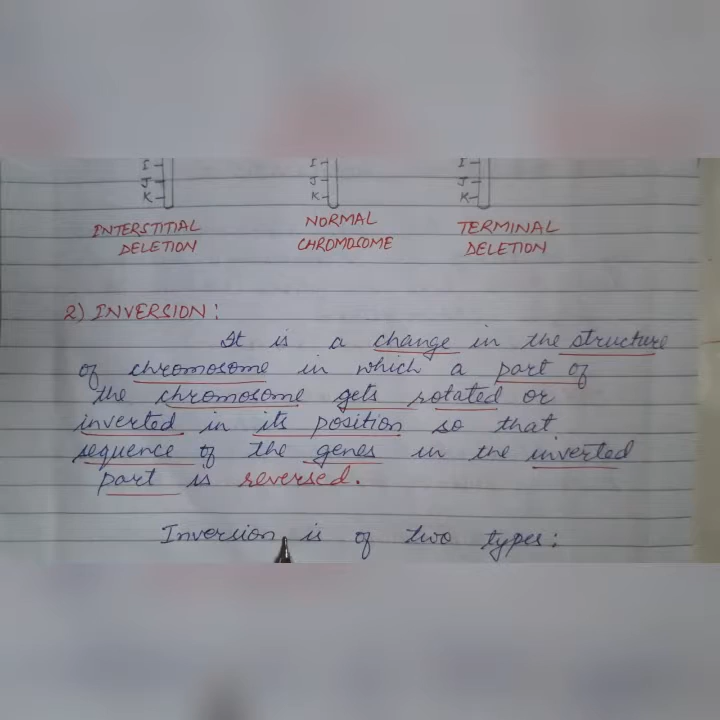 I I I
J J J
K K K
INTERSTITIAL NORMAL TERMINAL
DELETION CHROMOSOME DELETION
2) INVERSION:
It is a change in the structure
of chromosome in which a part of
the chromosome gets rotated or
inverted in its position so that
sequence of the genes in the inverted
part is reversed.
Inversion is of two types: